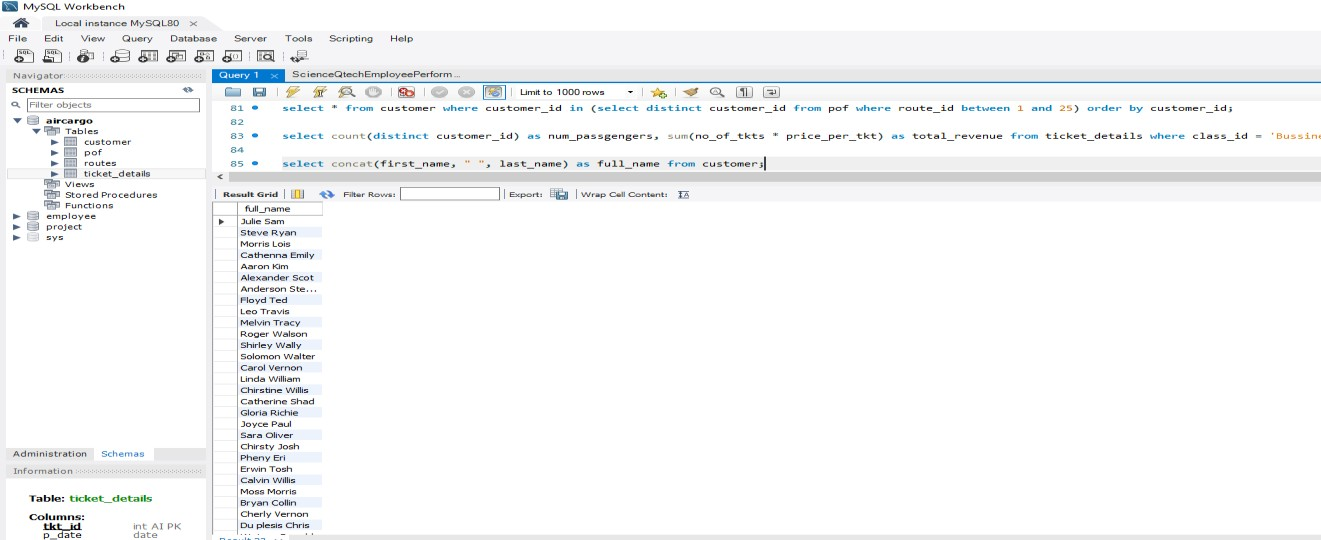 MySQL Workbench
Local instance MySQL80 ×
File Edit View Query Database Server Tools Scripting Help
Navigator
Query 1 × ScienceQtechEmployeePerform...
SCHEMAS
Limit to 1000 rows
Filter objects
aircargo
Tables
customer
pof
routes
ticket_details
Views
Stored Procedures
Functions
employee
project
sys
81 select * from customer where customer_id in (select distinct customer_id from pof where route_id between 1 and 25) order by customer_id;
82
83 select count(distinct customer_id) as num_passgengers, sum(no_of_tkts * price_per_tkt) as total_revenue from ticket_details where class_id = 'Bussine
84
85 select concat(first_name, " ", last_name) as full_name from customer;
Result Grid Filter Rows: Export: Wrap Cell Content:
full_name
Julie Sam
Steve Ryan
Morris Lois
Cathenna Emily
Aaron Kim
Alexander Scot
Anderson Ste...
Floyd Ted
Leo Travis
Melvin Tracy
Roger Walson
Shirley Wally
Solomon Walter
Carol Vernon
Linda William
Chirstine Willis
Catherine Shad
Gloria Richie
Joyce Paul
Sara Oliver
Chirsty Josh
Pheny Eri
Erwin Tosh
Calvin Willis
Moss Morris
Bryan Collin
Cherly Vernon
Du plesis Chris
Administration Schemas
Information
Table: ticket_details
Columns:
tkt_id int AI PK
p_date date